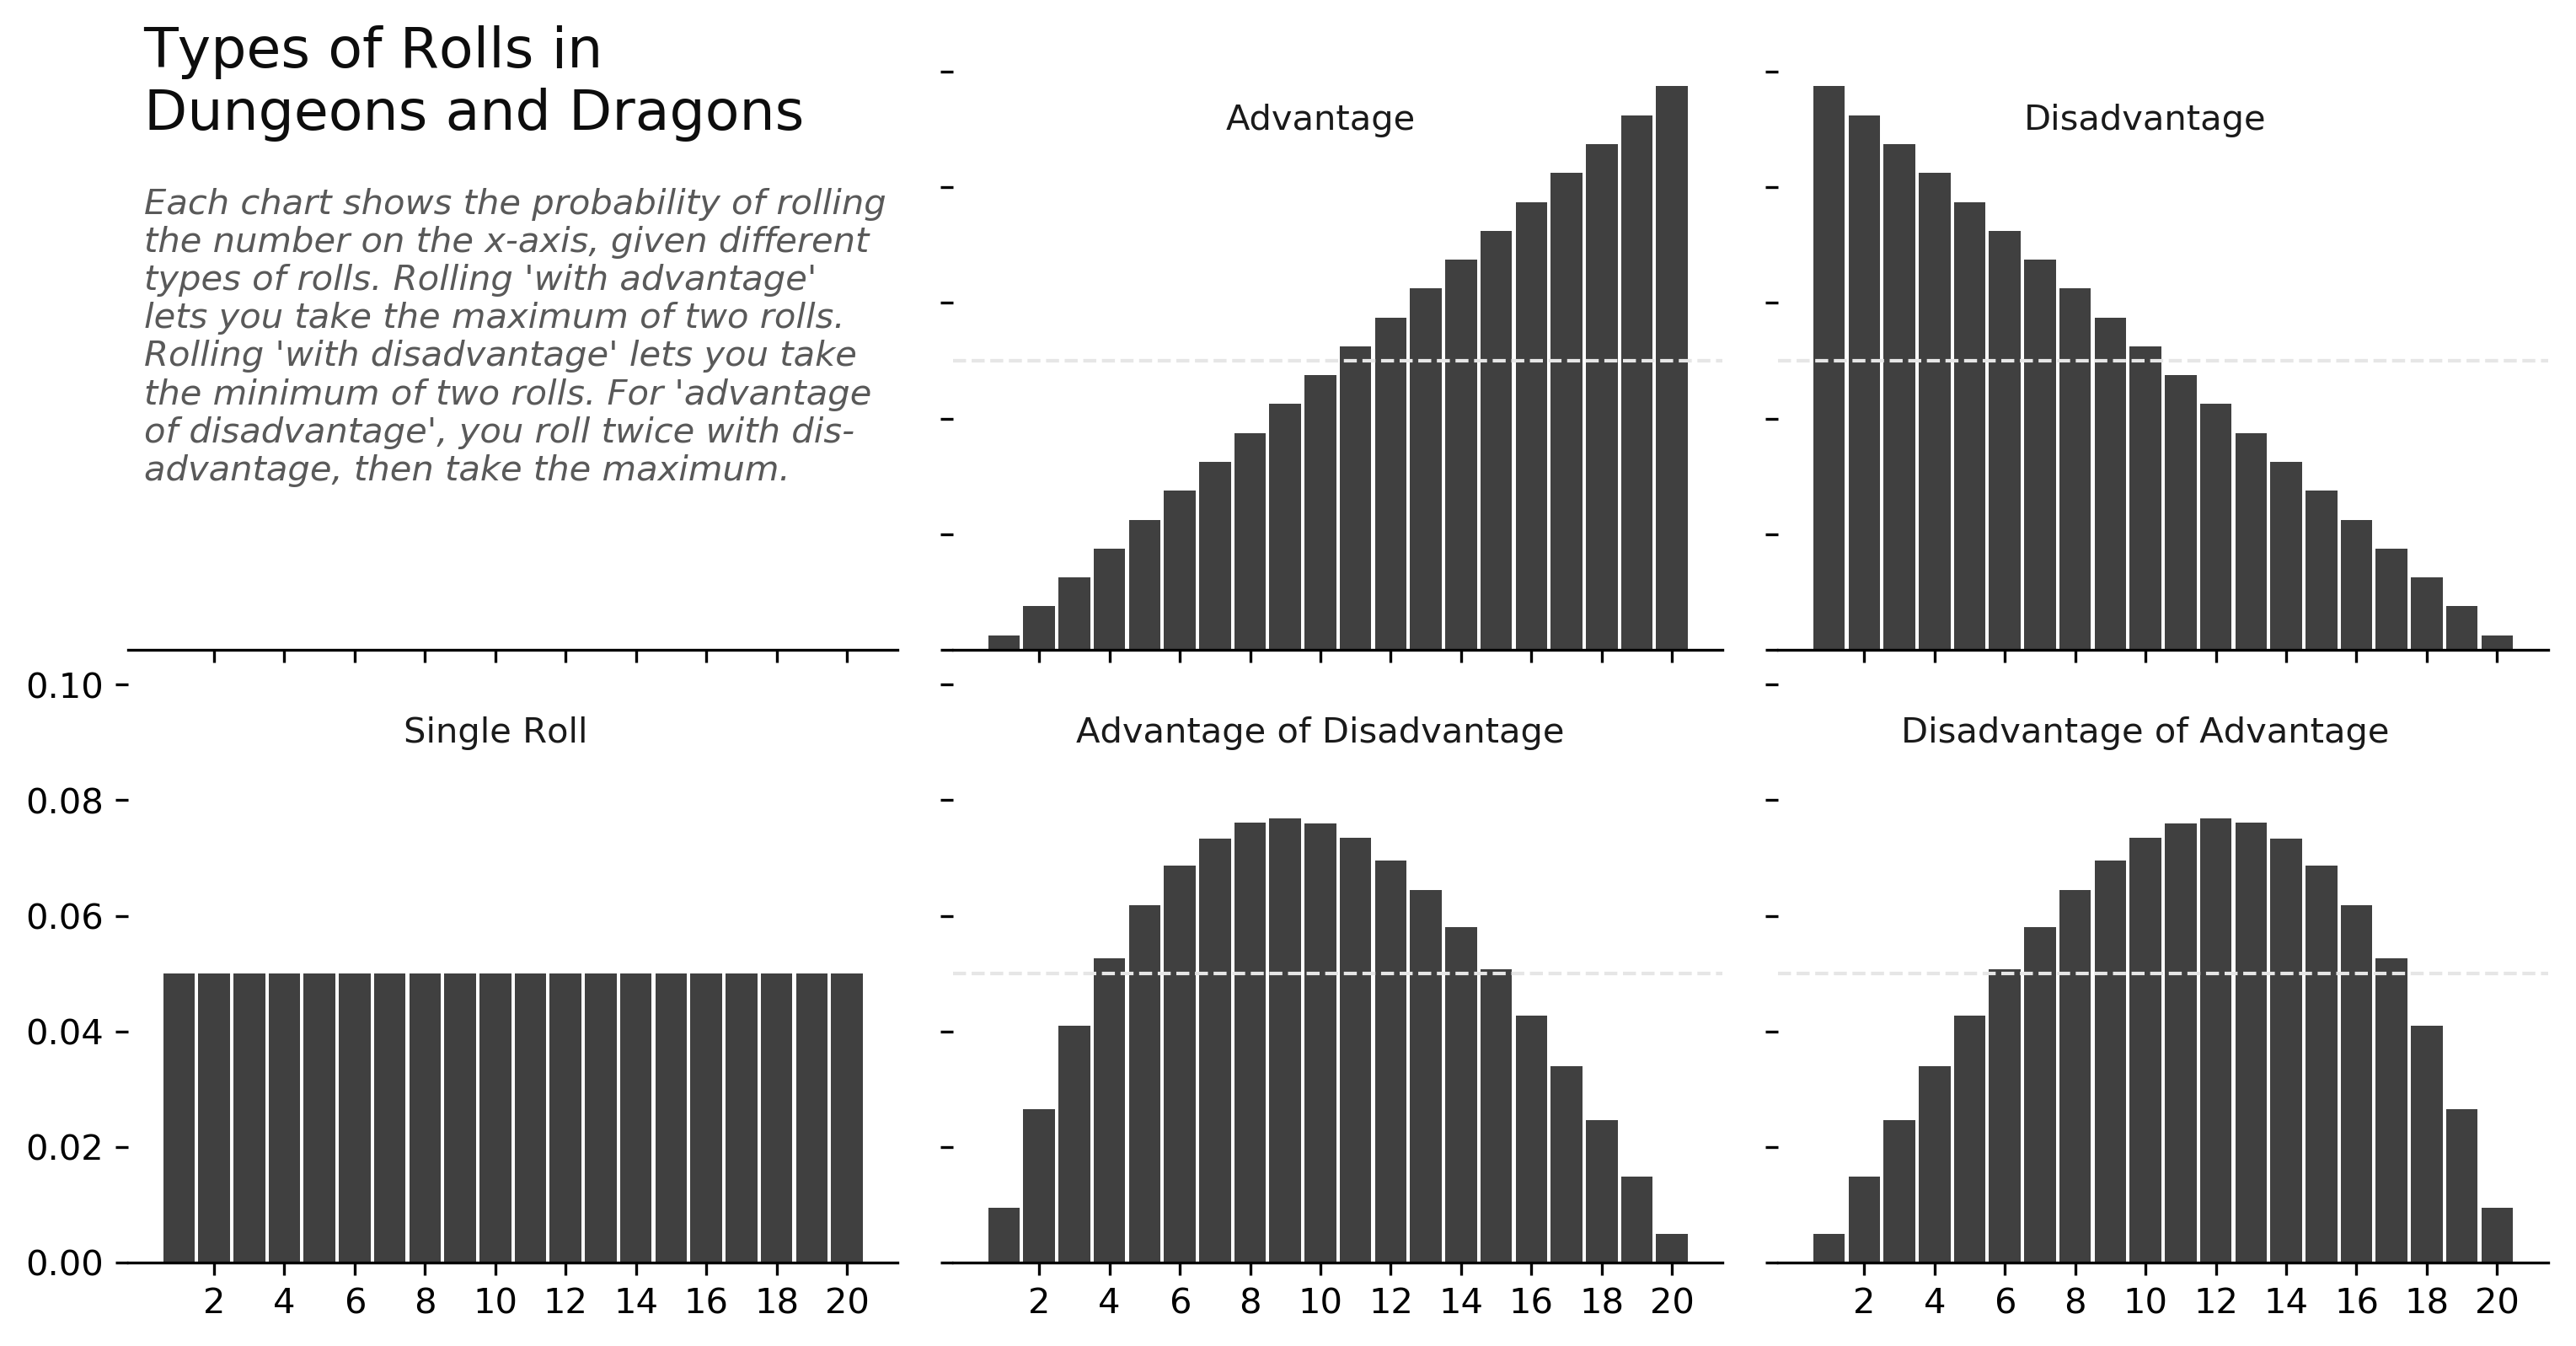 Types of Rolls in
Dungeons and Dragons
Each chart shows the probability of rolling
the number on the x-axis, given different
types of rolls. Rolling 'with advantage'
lets you take the maximum of two rolls.
Rolling 'with disadvantage' lets you take
the minimum of two rolls. For 'advantage
of disadvantage', you roll twice with dis-
advantage, then take the maximum.
Advantage
Disadvantage
Single Roll
Advantage of Disadvantage
Disadvantage of Advantage
0.10
0.08
0.06
0.04
0.02
0.00
2 4 6 8 10 12 14 16 18 20
2 4 6 8 10 12 14 16 18 20
2 4 6 8 10 12 14 16 18 20